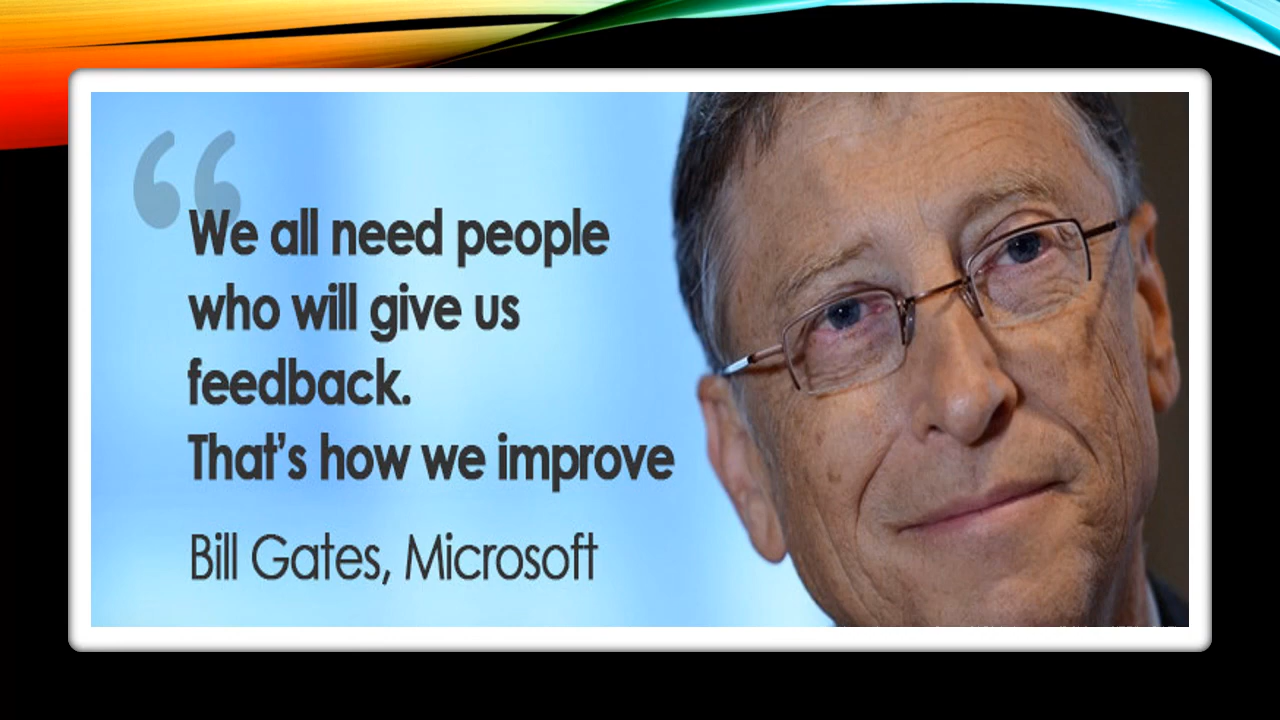 “
We all need people
who will give us
feedback.
That’s how we improve
Bill Gates, Microsoft